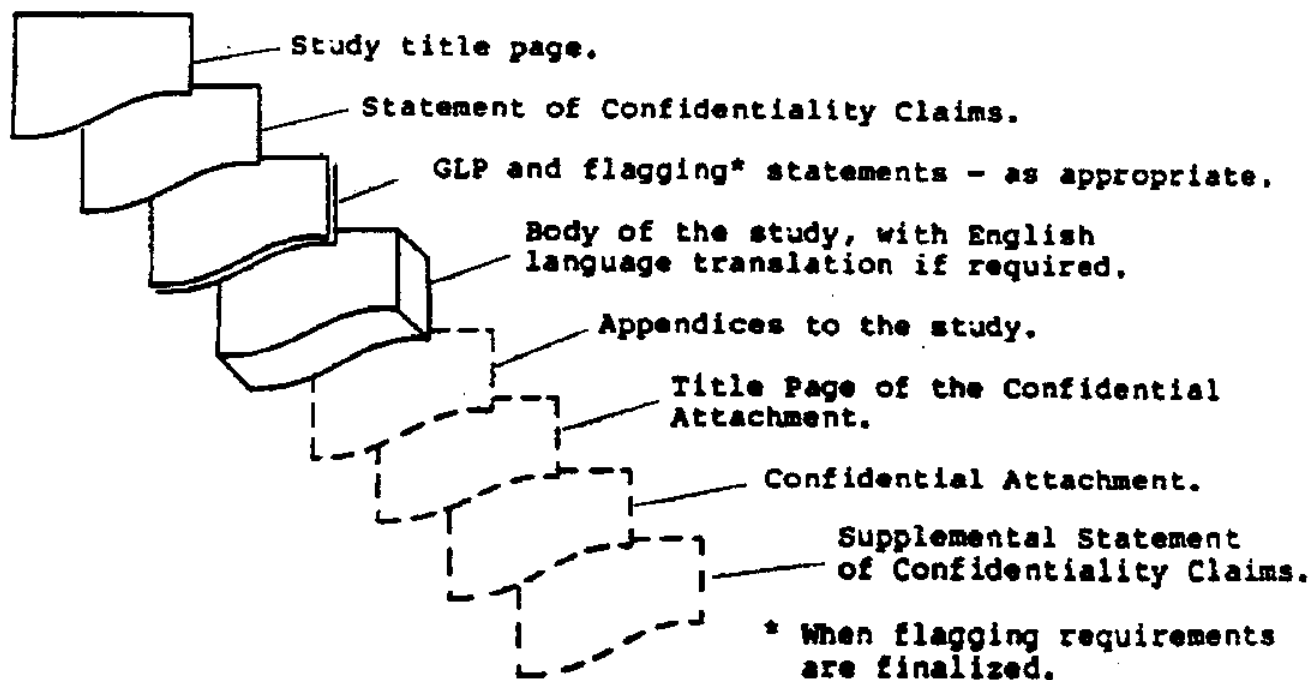 Study title page.
Statement of Confidentiality Claims.
GLP and flagging* statements - as appropriate.
Body of the study, with English
language translation if required.
Appendices to the study.
Title Page of the Confidential
Attachment.
Confidential Attachment.
Supplemental Statement
of Confidentiality Claims.
* When flagging requirements
are finalized.